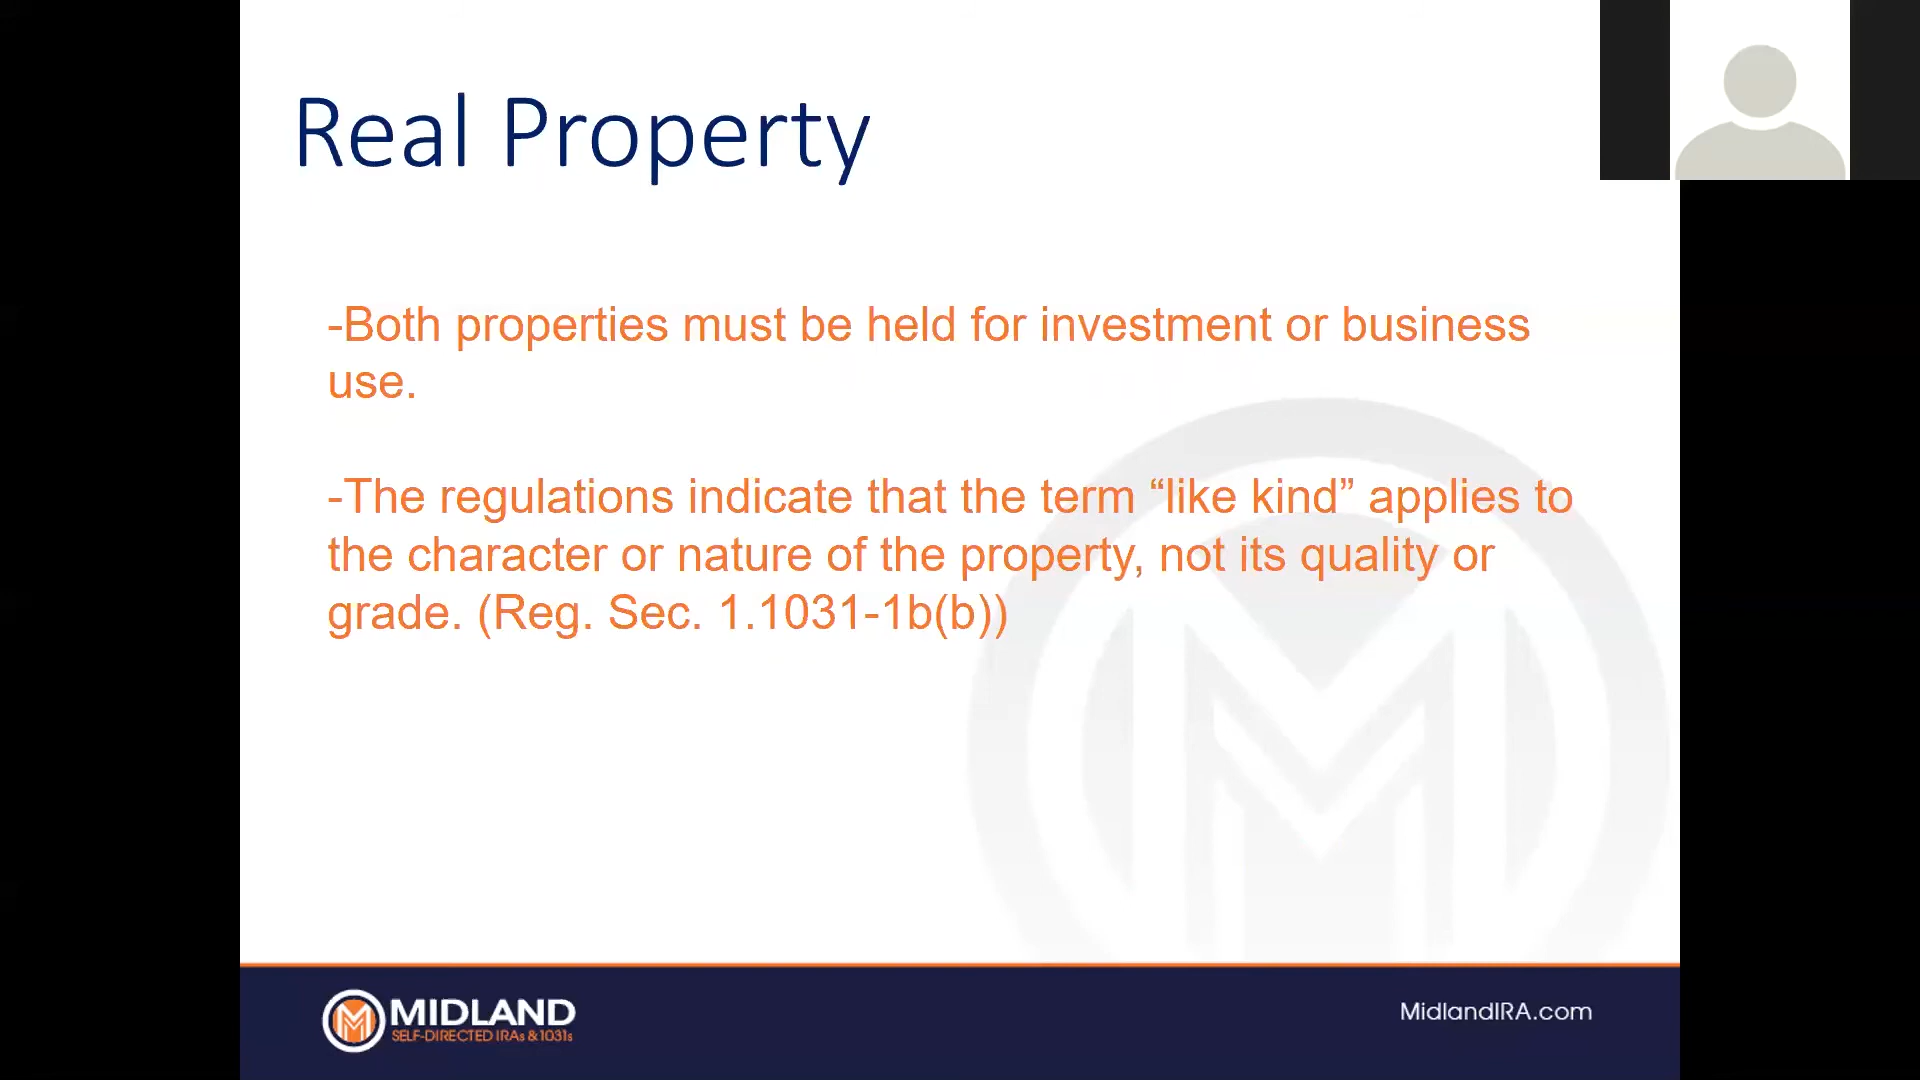 Real Property
-Both properties must be held for investment or business
use.
-The regulations indicate that the term “like kind” applies to
the character or nature of the property, not its quality or
grade. (Reg. Sec. 1.1031-1b(b))
MIDLAND
SELF-DIRECTED IRAs & 1031s
MidlandIRA.com